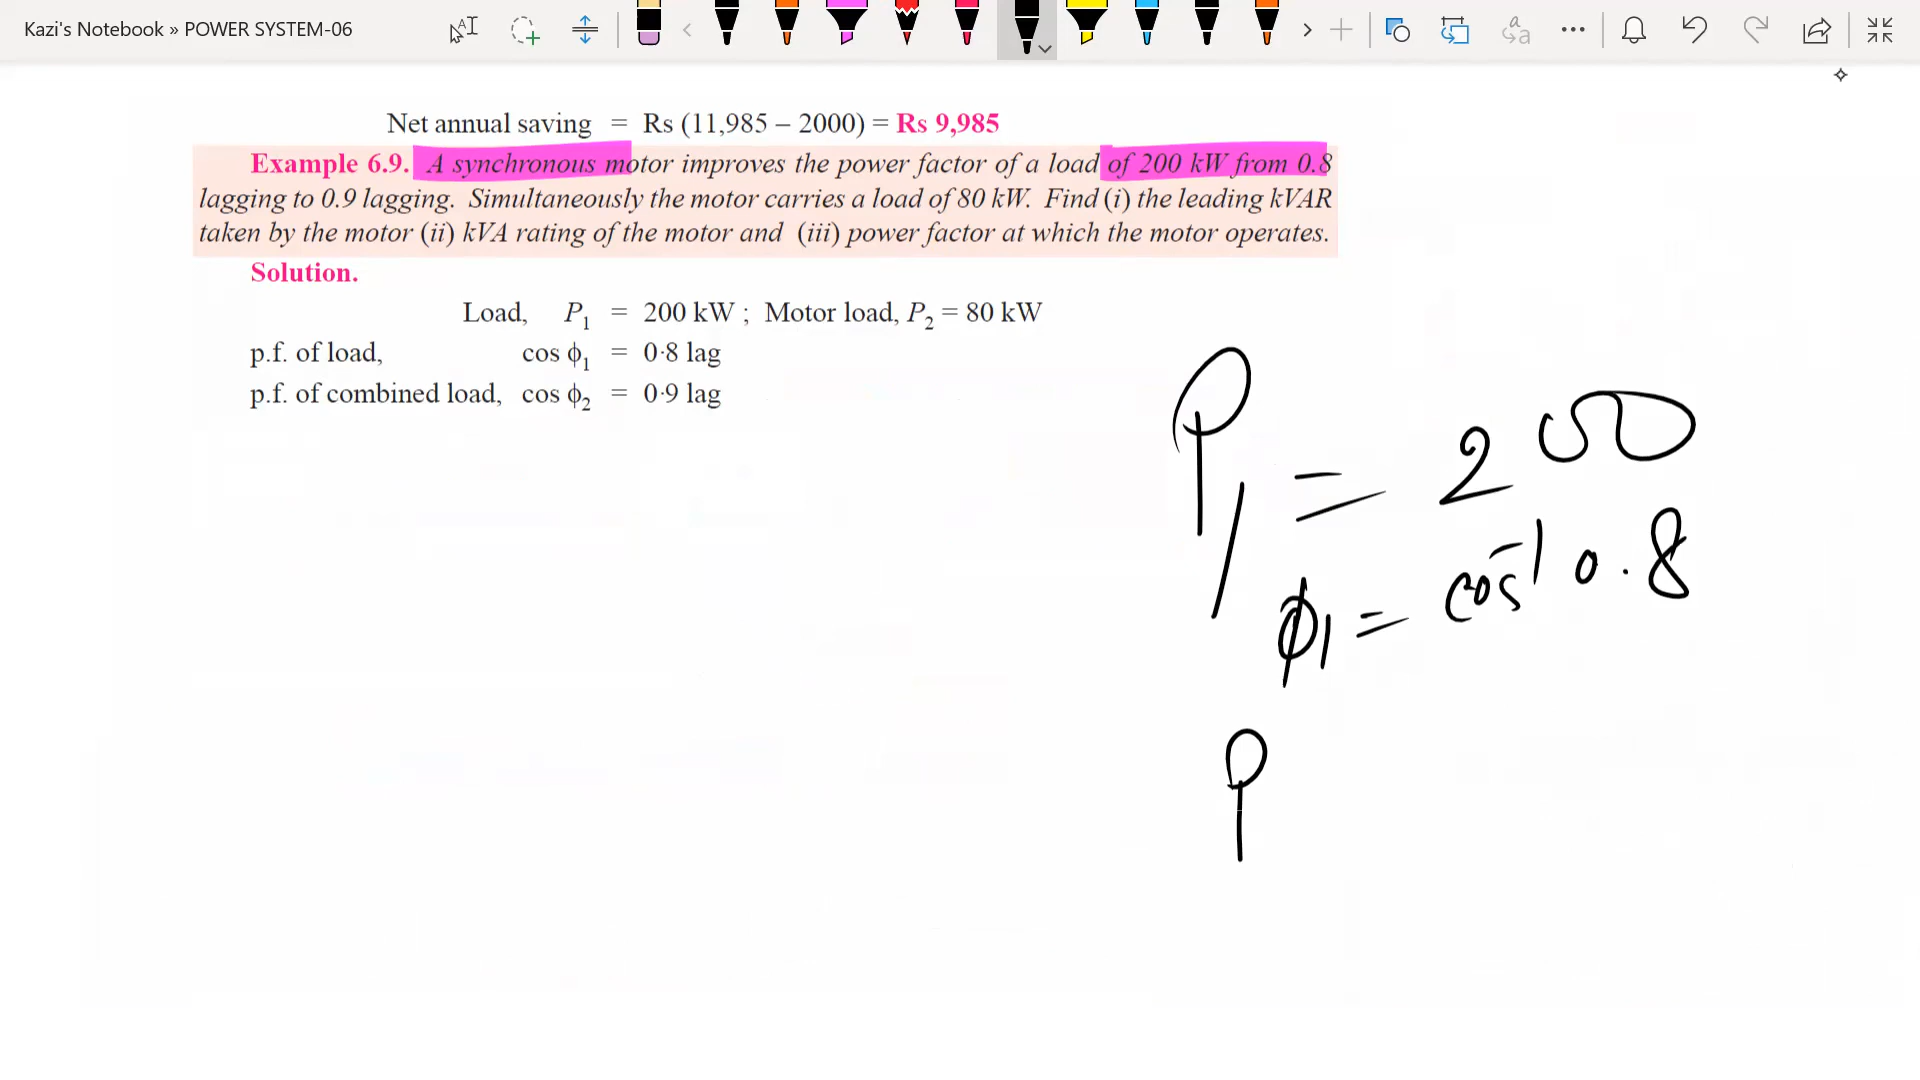 Kazi's Notebook » POWER SYSTEM-06
Net annual saving = Rs (11,985 – 2000) = Rs 9,985
Example 6.9. A synchronous motor improves the power factor of a load of 200 kW from 0.8
lagging to 0.9 lagging. Simultaneously the motor carries a load of 80 kW. Find (i) the leading kVAR
taken by the motor (ii) kVA rating of the motor and (iii) power factor at which the motor operates.
Solution.
Load, P₁ = 200 kW ; Motor load, P₂ = 80 kW
p.f. of load, cos ϕ₁ = 0·8 lag
p.f. of combined load, cos ϕ₂ = 0·9 lag
P₁ = 200
ϕ₁ = cos⁻¹ 0.8
P